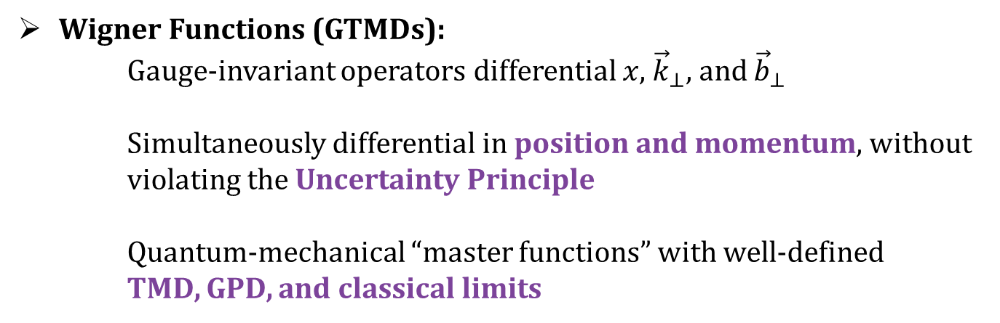 ➢ Wigner Functions (GTMDs):
Gauge-invariant operators differential x, k⃗⊥, and b⃗⊥
Simultaneously differential in position and momentum, without
violating the Uncertainty Principle
Quantum-mechanical “master functions” with well-defined
TMD, GPD, and classical limits